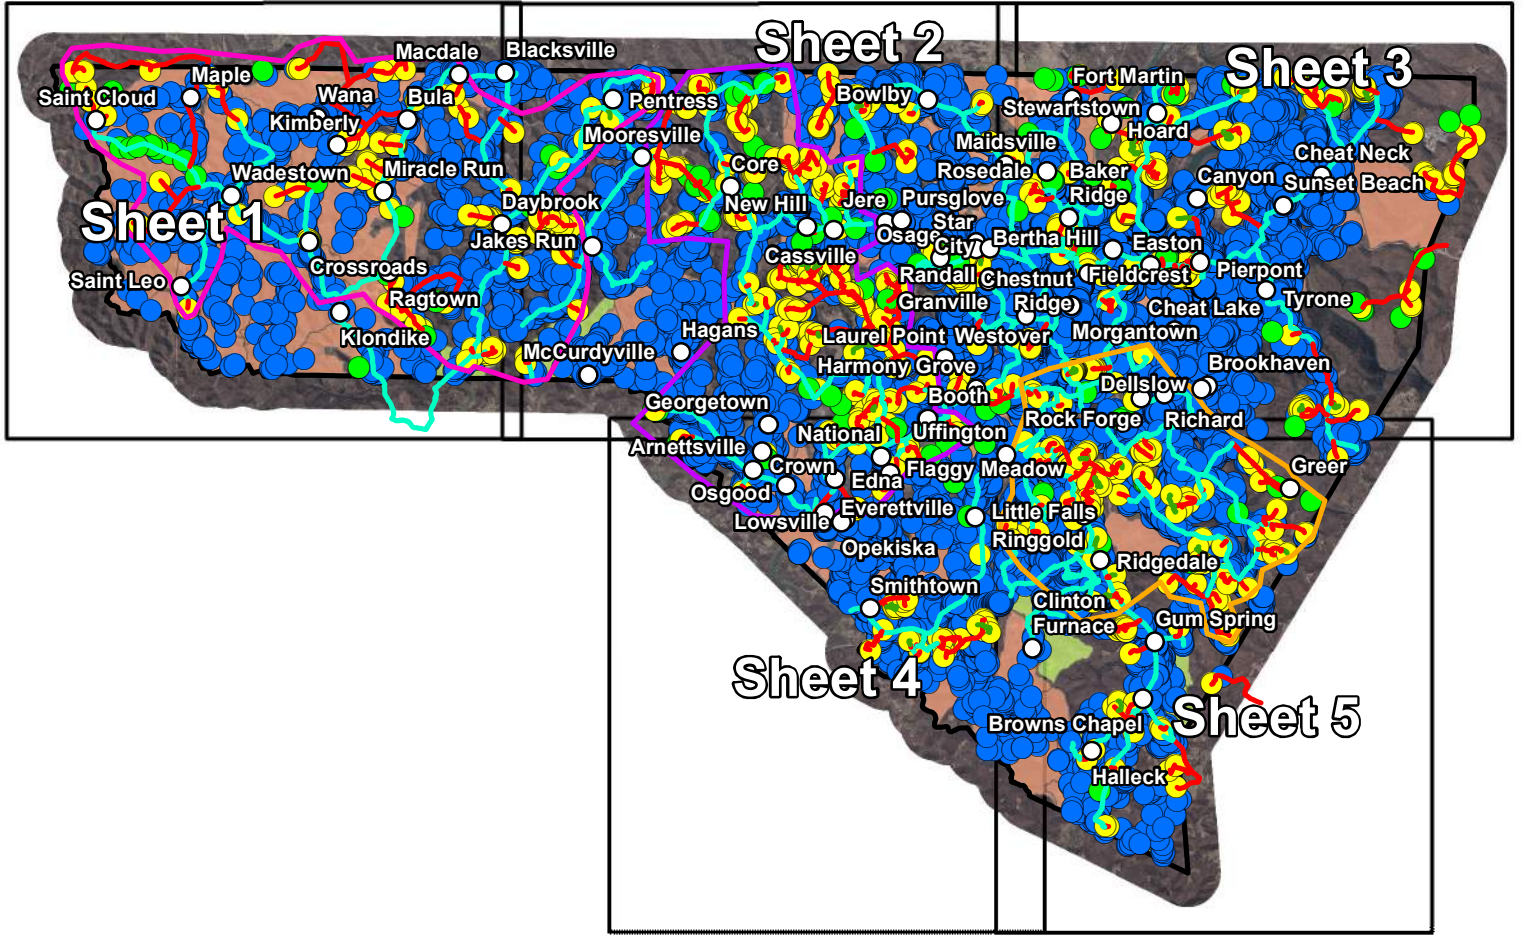 Sheet 2
Sheet 3
Macdale
Blacksville
Maple
Fort Martin
Saint Cloud
Wana
Bula
Pentress
Bowlby
Stewartstown
Kimberly
Mooresville
Hoard
Maidsville
Cheat Neck
Wadestown
Miracle Run
Core
Rosedale
Baker
Ridge
Canyon
Sunset Beach
Sheet 1
Daybrook
New Hill
Jere
Pursglove
Star
City
Osage
Jakes Run
Bertha Hill
Easton
Cassville
Crossroads
Saint Leo
Randall
Chestnut
Ridge
Fieldcrest
Pierpont
Ragtown
Granville
Cheat Lake
Tyrone
Klondike
Hagans
Laurel Point
Westover
Morgantown
McCurdyville
Harmony Grove
Brookhaven
Dellslow
Georgetown
Booth
Rock Forge
Richard
National
Uffington
Arnettsville
Crown
Flaggy Meadow
Greer
Edna
Osgood
Everettville
Little Falls
Lowsville
Ringgold
Opekiska
Ridgedale
Smithtown
Clinton
Furnace
Gum Spring
Sheet 4
Sheet 5
Browns Chapel
Halleck